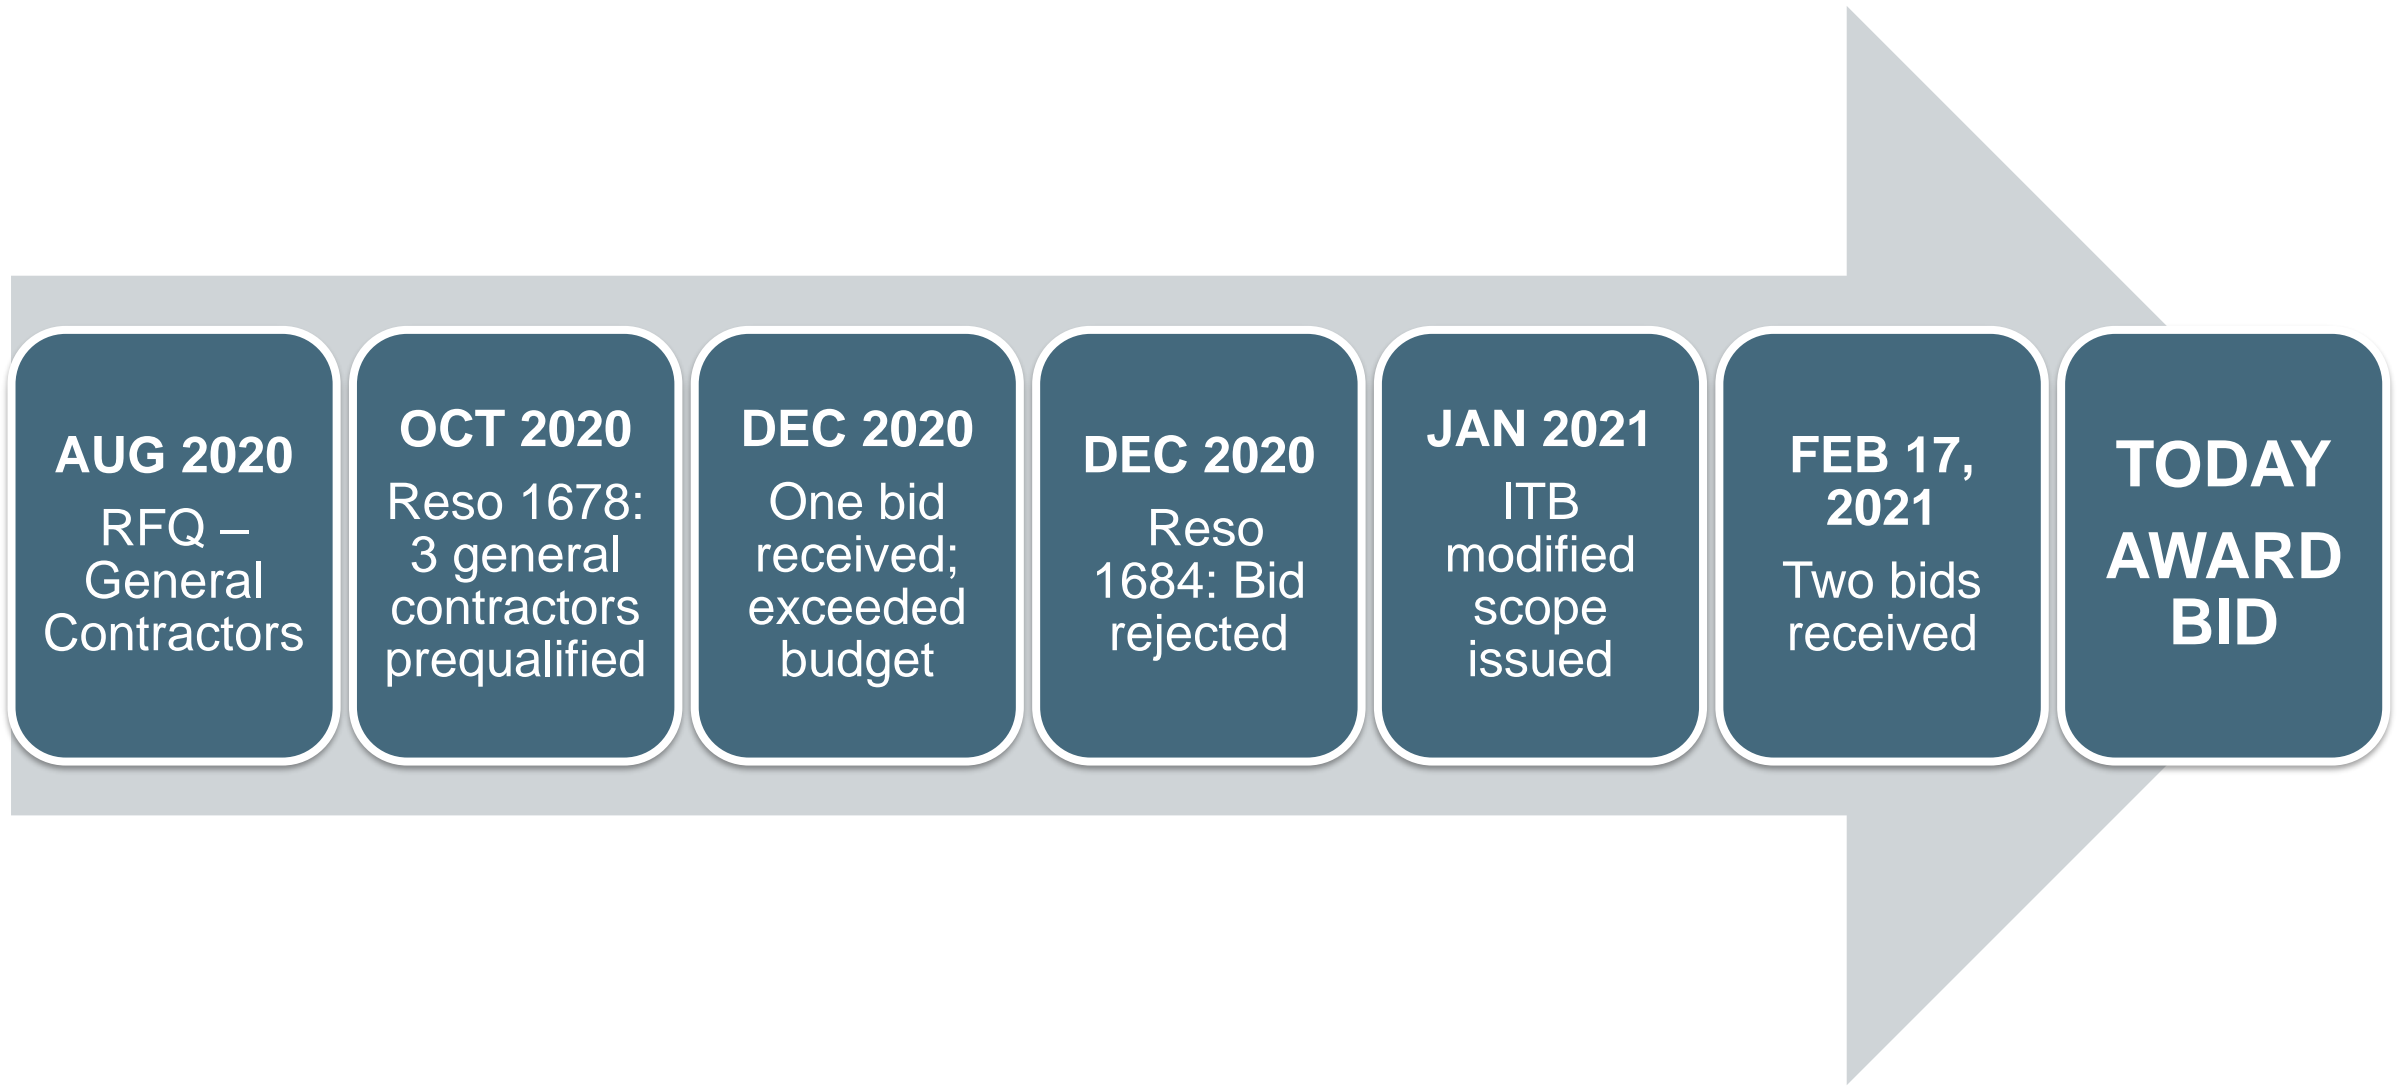 AUG 2020
RFQ –
General
Contractors
OCT 2020
Reso 1678:
3 general
contractors
prequalified
DEC 2020
One bid
received;
exceeded
budget
DEC 2020
Reso
1684: Bid
rejected
JAN 2021
ITB
modified
scope
issued
FEB 17,
2021
Two bids
received
TODAY
AWARD
BID